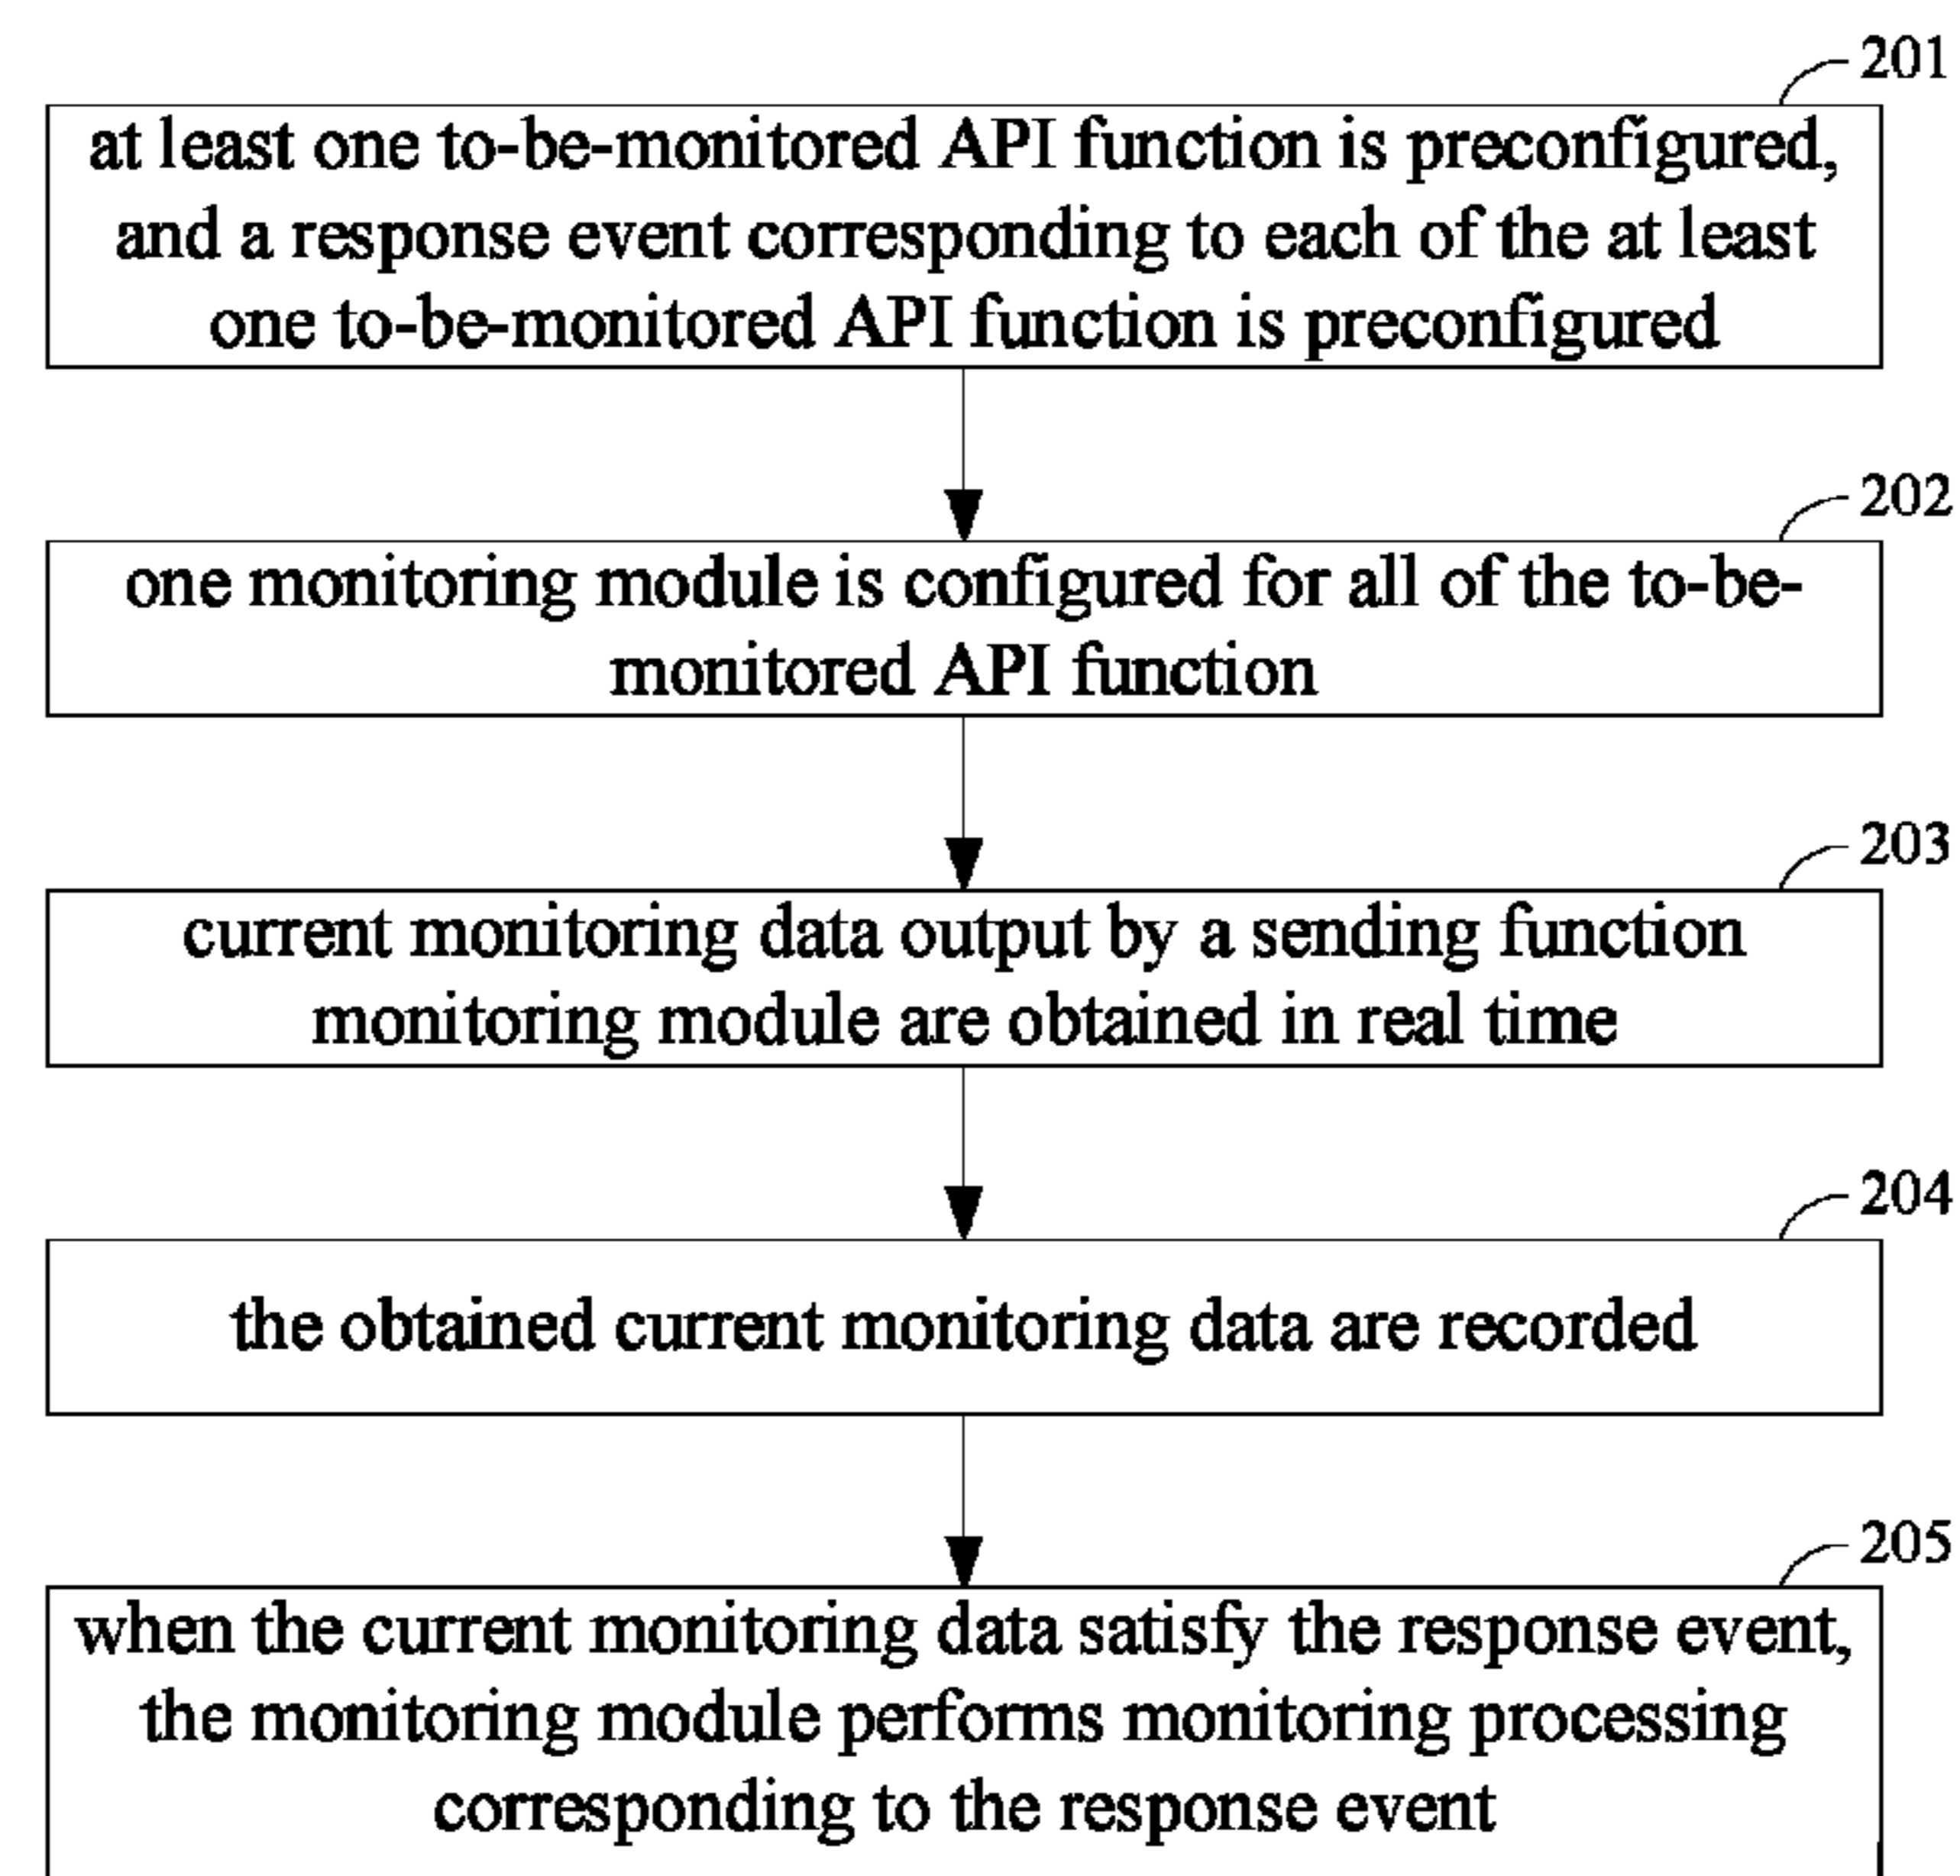 201
at least one to-be-monitored API function is preconfigured,
and a response event corresponding to each of the at least
one to-be-monitored API function is preconfigured
202
one monitoring module is configured for all of the to-be-
monitored API function
203
current monitoring data output by a sending function
monitoring module are obtained in real time
204
the obtained current monitoring data are recorded
205
when the current monitoring data satisfy the response event,
the monitoring module performs monitoring processing
corresponding to the response event